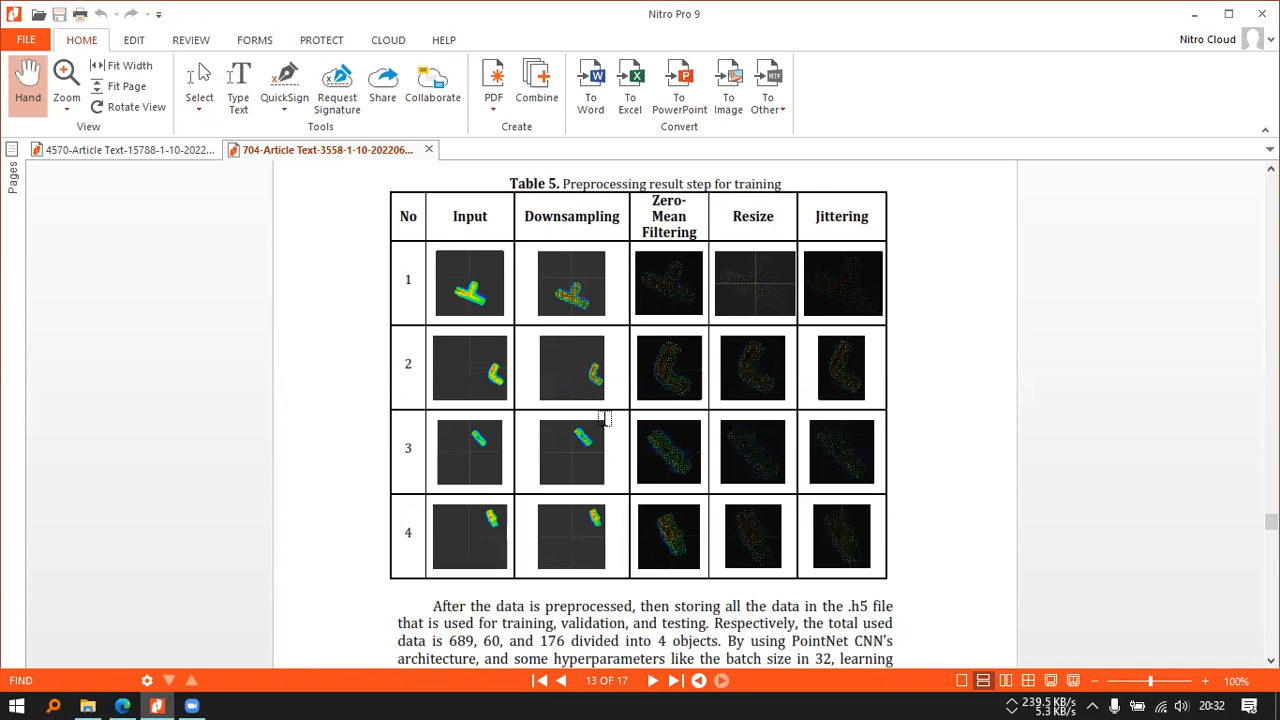 Nitro Pro 9
FILE HOME EDIT REVIEW FORMS PROTECT CLOUD HELP Nitro Cloud
Hand Zoom Fit Width Fit Page Rotate View Select Type Text QuickSign Request Signature Share Collaborate PDF Combine To Word To Excel To PowerPoint To Image To Other
View Tools Create Convert
4570-Article Text-15788-1-10-2022... 704-Article Text-3558-1-10-202206...
Pages
Table 5. Preprocessing result step for training
No Input Downsampling Zero-Mean Filtering Resize Jittering
1
2
3
4
After the data is preprocessed, then storing all the data in the .h5 file
that is used for training, validation, and testing. Respectively, the total used
data is 689, 60, and 176 divided into 4 objects. By using PointNet CNN's
architecture, and some hyperparameters like the batch size in 32, learning
FIND 13 OF 17 100%
239.5 KB/s
5.3 KB/s
20:32